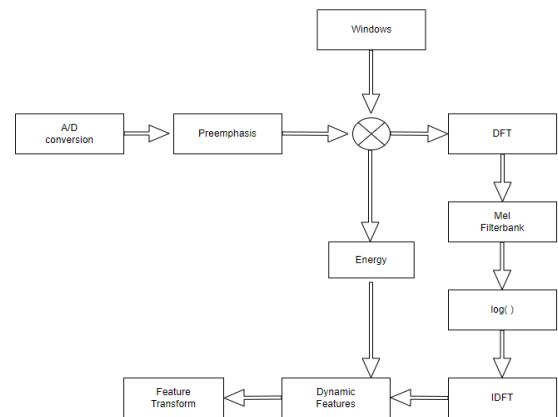 Windows
A/D
conversion
Preemphasis
DFT
Mel
Filterbank
Energy
log( )
Feature
Transform
Dynamic
Features
IDFT